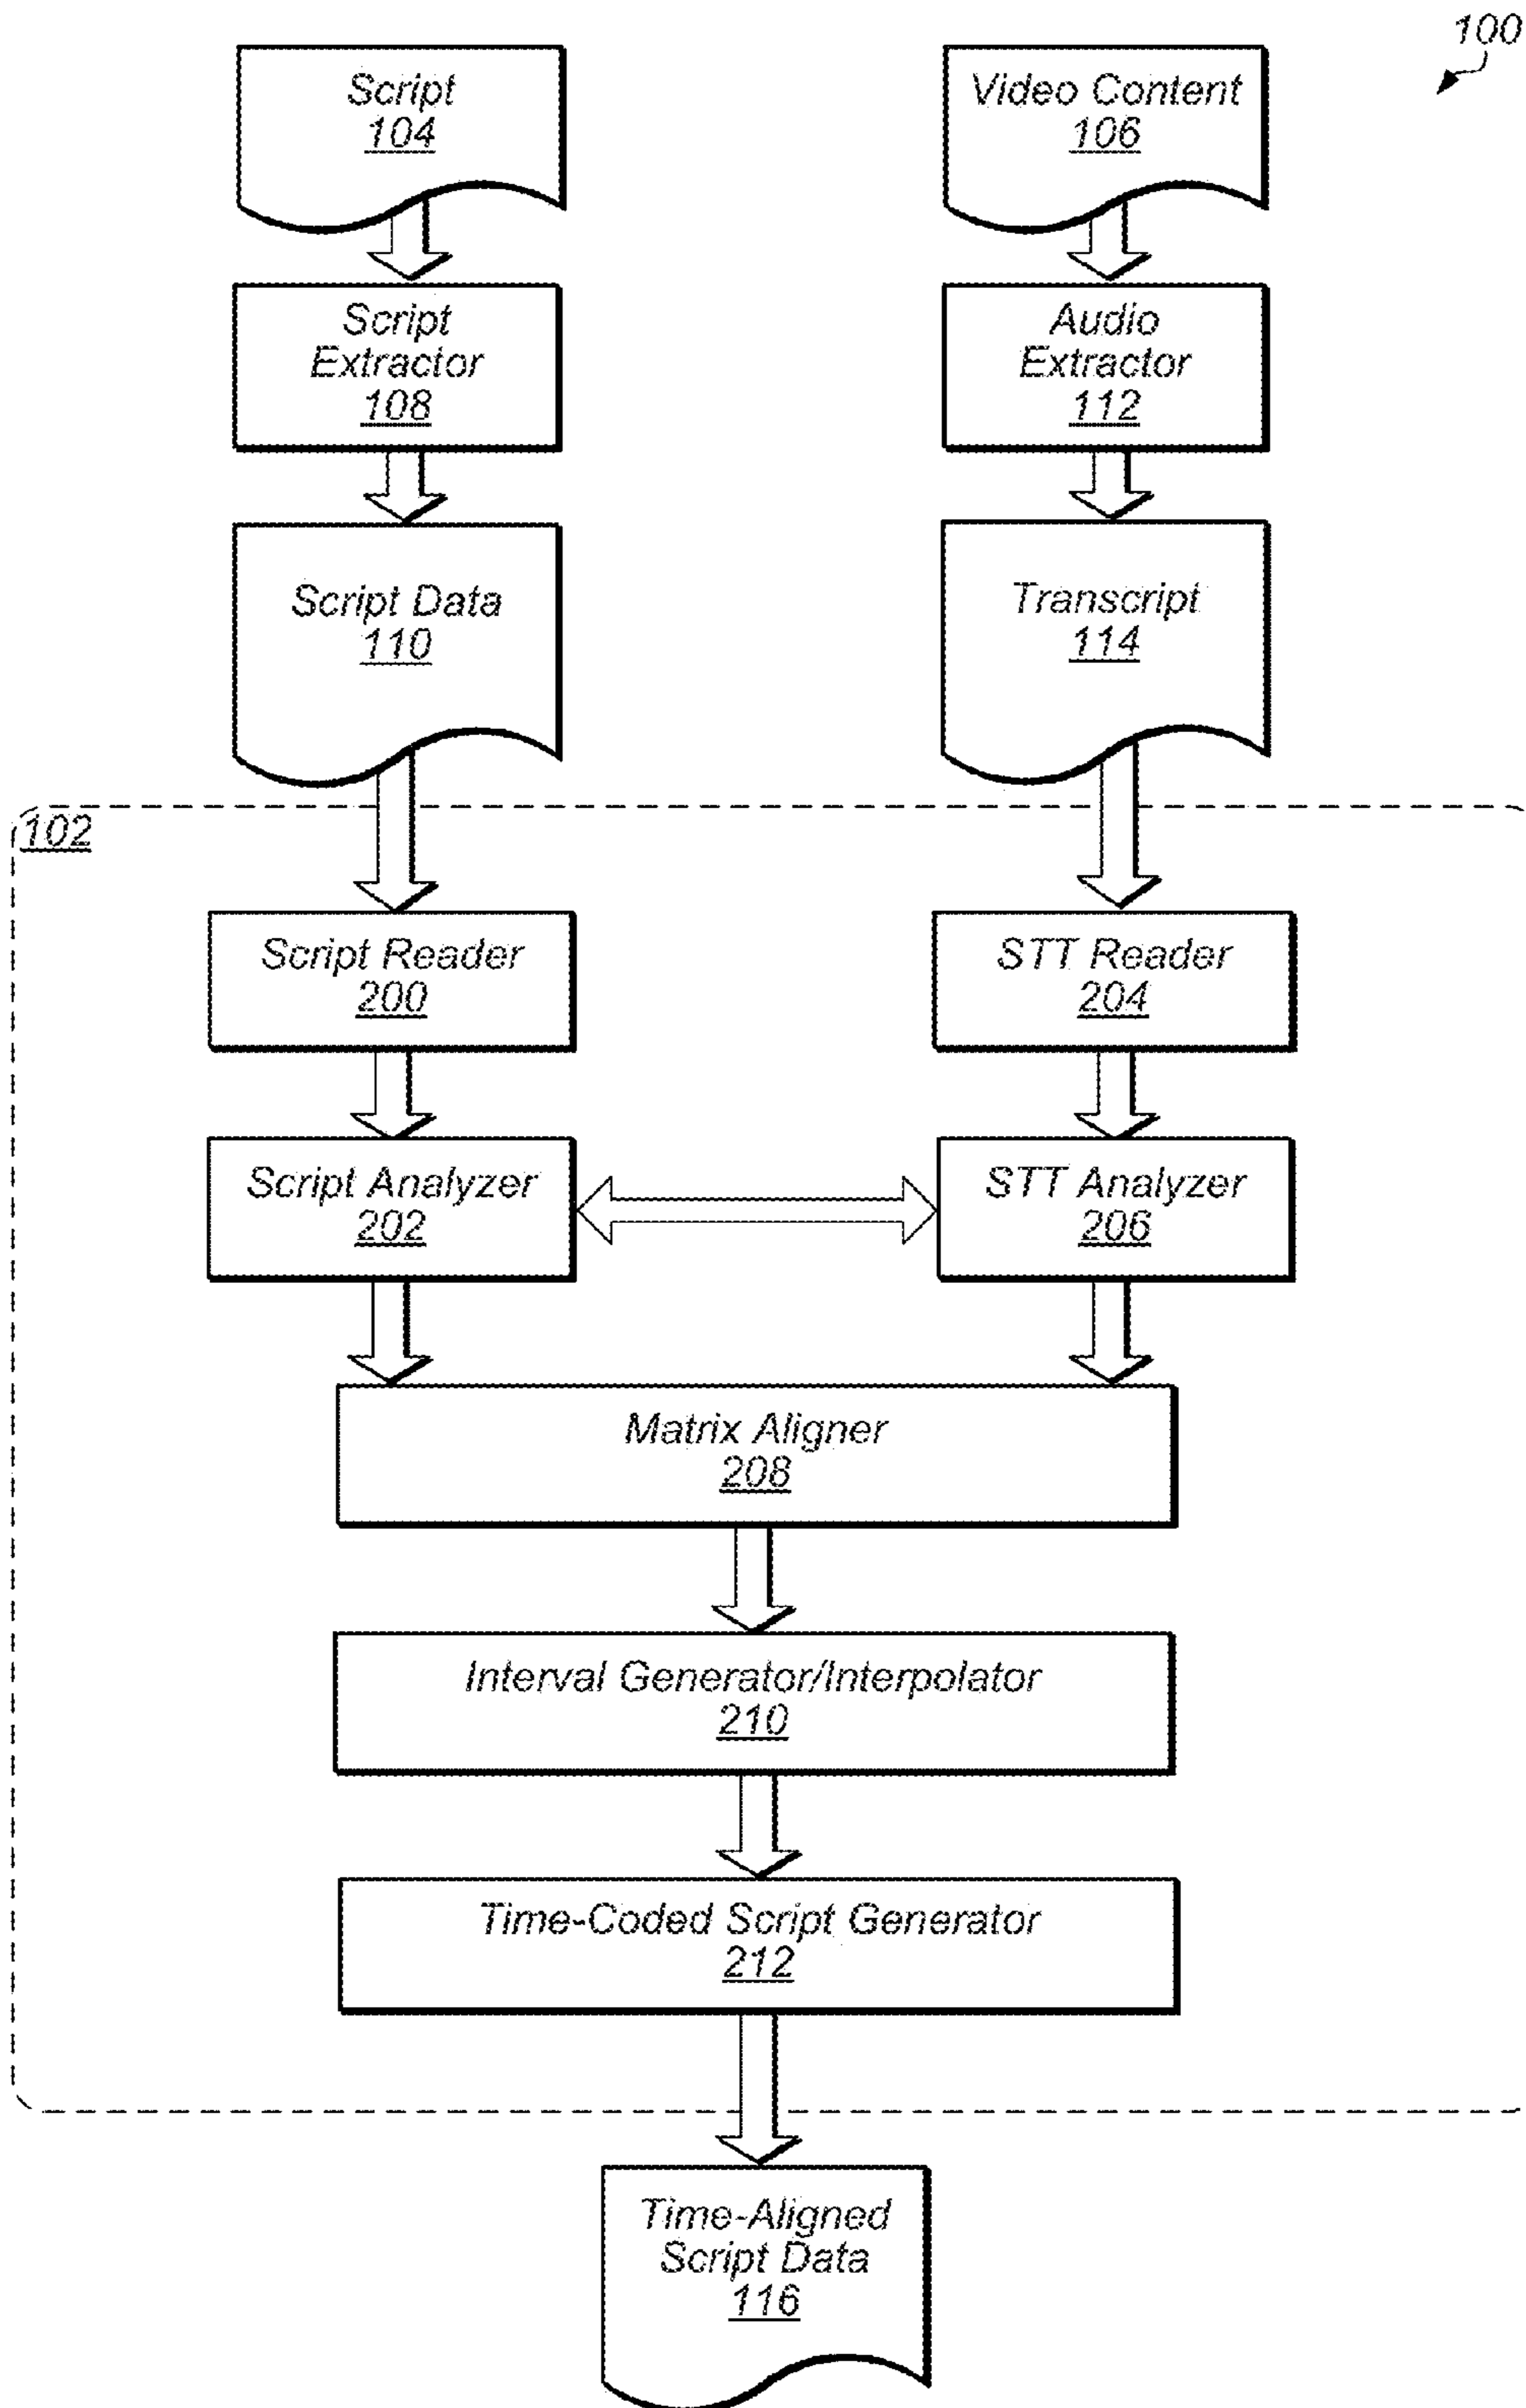 100
Script
104
Video Content
106
Script
Extractor
108
Audio
Extractor
112
Script Data
110
Transcript
114
102
Script Reader
200
STT Reader
204
Script Analyzer
202
STT Analyzer
206
Matrix Aligner
208
Interval Generator/Interpolator
210
Time-Coded Script Generator
212
Time-Aligned
Script Data
116